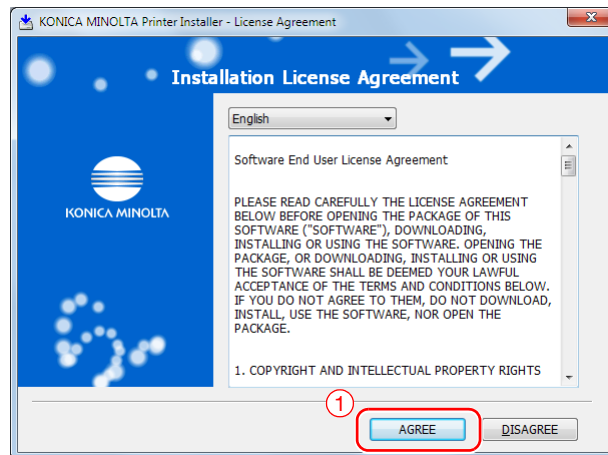 KONICA MINOLTA Printer Installer - License Agreement
Installation License Agreement
English
KONICA MINOLTA
Software End User License Agreement
PLEASE READ CAREFULLY THE LICENSE AGREEMENT
BELOW BEFORE OPENING THE PACKAGE OF THIS
SOFTWARE ("SOFTWARE"), DOWNLOADING,
INSTALLING OR USING THE SOFTWARE. OPENING THE
PACKAGE, OR DOWNLOADING, INSTALLING OR USING
THE SOFTWARE SHALL BE DEEMED YOUR LAWFUL
ACCEPTANCE OF THE TERMS AND CONDITIONS BELOW.
IF YOU DO NOT AGREE TO THEM, DO NOT DOWNLOAD,
INSTALL, USE THE SOFTWARE, NOR OPEN THE
PACKAGE.
1. COPYRIGHT AND INTELLECTUAL PROPERTY RIGHTS
1
AGREE
DISAGREE